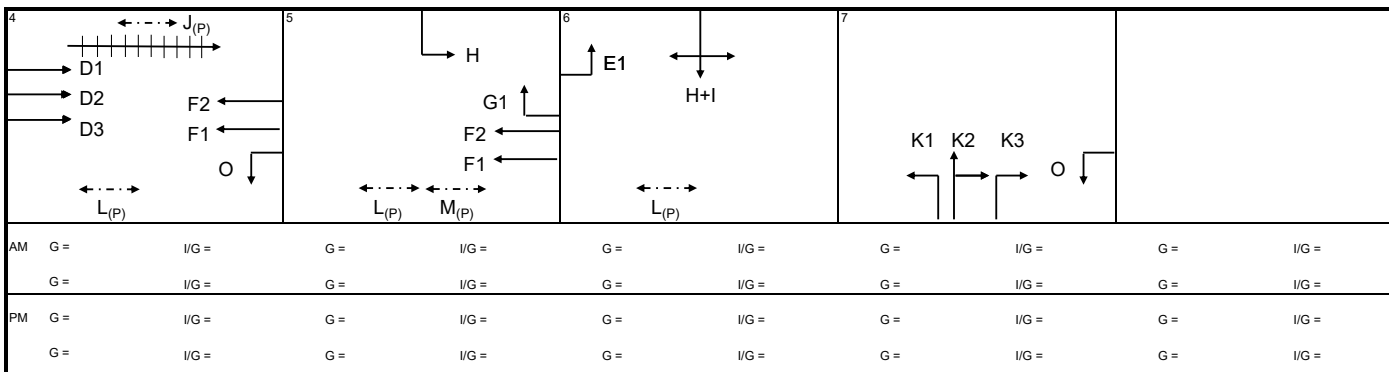 4 5 6 7
J(P)
H E1
D1
D2 G1 H+I
F2
D3 F2
F1 K1 K2 K3
F1
O O
L(P) L(P) M(P) L(P)
AM G = I/G = G = I/G = G = I/G = G = I/G = G = I/G =
G = I/G = G = I/G = G = I/G = G = I/G = G = I/G =
PM G = I/G = G = I/G = G = I/G = G = I/G = G = I/G =
G = I/G = G = I/G = G = I/G = G = I/G = G = I/G =